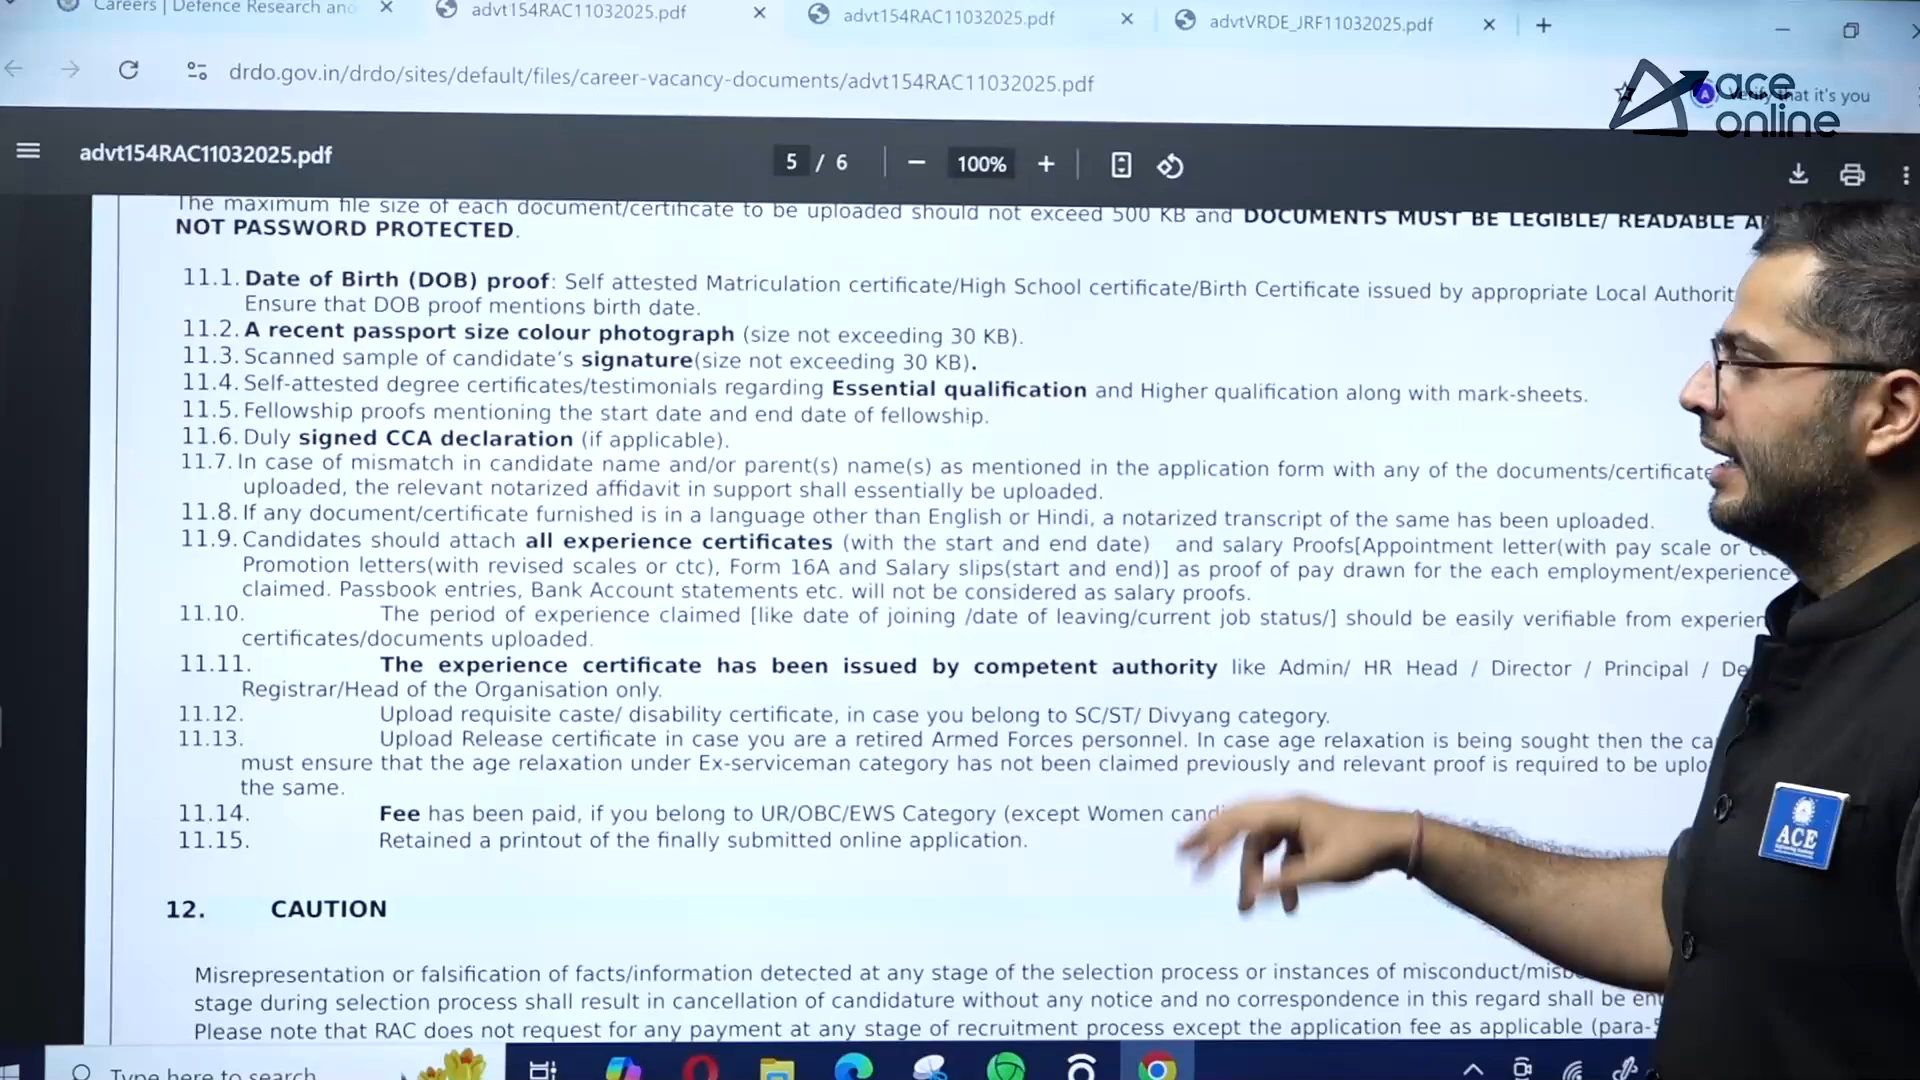 Careers | Defence Research and
advt154RAC11032025.pdf
advt154RAC11032025.pdf
advtVRDE_JRF11032025.pdf
drdo.gov.in/drdo/sites/default/files/career-vacancy-documents/advt154RAC11032025.pdf
Verify that it's you
ace
online
advt154RAC11032025.pdf
5 / 6
100%
The maximum file size of each document/certificate to be uploaded should not exceed 500 KB and DOCUMENTS MUST BE LEGIBLE/ READABLE
NOT PASSWORD PROTECTED.
11.1. Date of Birth (DOB) proof: Self attested Matriculation certificate/High School certificate/Birth Certificate issued by appropriate Local
Ensure that DOB proof mentions birth date.
11.2. A recent passport size colour photograph (size not exceeding 30 KB).
11.3. Scanned sample of candidate's signature(size not exceeding 30 KB).
11.4. Self-attested degree certificates/testimonials regarding Essential qualification and Higher qualification along with mark-sheets.
11.5. Fellowship proofs mentioning the start date and end date of fellowship.
11.6. Duly signed CCA declaration (if applicable).
11.7. In case of mismatch in candidate name and/or parent(s) name(s) as mentioned in the application form with any of the documents/certificate
uploaded, the relevant notarized affidavit in support shall essentially be uploaded.
11.8. If any document/certificate furnished is in a language other than English or Hindi, a notarized transcript of the same has been uploaded.
11.9. Candidates should attach all experience certificates (with the start and end date) and salary Proofs[Appointment letter(with pay scale or
Promotion letters(with revised scales or ctc), Form 16A and Salary slips(start and end)] as proof of pay drawn for the each employment/experience
claimed. Passbook entries, Bank Account statements etc. will not be considered as salary proofs.
11.10. The period of experience claimed [like date of joining /date of leaving/current job status/] should be easily verifiable from
certificates/documents uploaded.
11.11. The experience certificate has been issued by competent authority like Admin/ HR Head / Director / Principal /
Registrar/Head of the Organisation only.
11.12. Upload requisite caste/ disability certificate, in case you belong to SC/ST/ Divyang category.
11.13. Upload Release certificate in case you are a retired Armed Forces personnel. In case age relaxation is being sought then the
must ensure that the age relaxation under Ex-serviceman category has not been claimed previously and relevant proof is required to be
the same.
11.14. Fee has been paid, if you belong to UR/OBC/EWS Category (except Women
11.15. Retained a printout of the finally submitted online application.
12. CAUTION
Misrepresentation or falsification of facts/information detected at any stage of the selection process or instances of
stage during selection process shall result in cancellation of candidature without any notice and no correspondence in this regard shall be
Please note that RAC does not request for any payment at any stage of recruitment process except the application fee as applicable
Type here to search
ACE